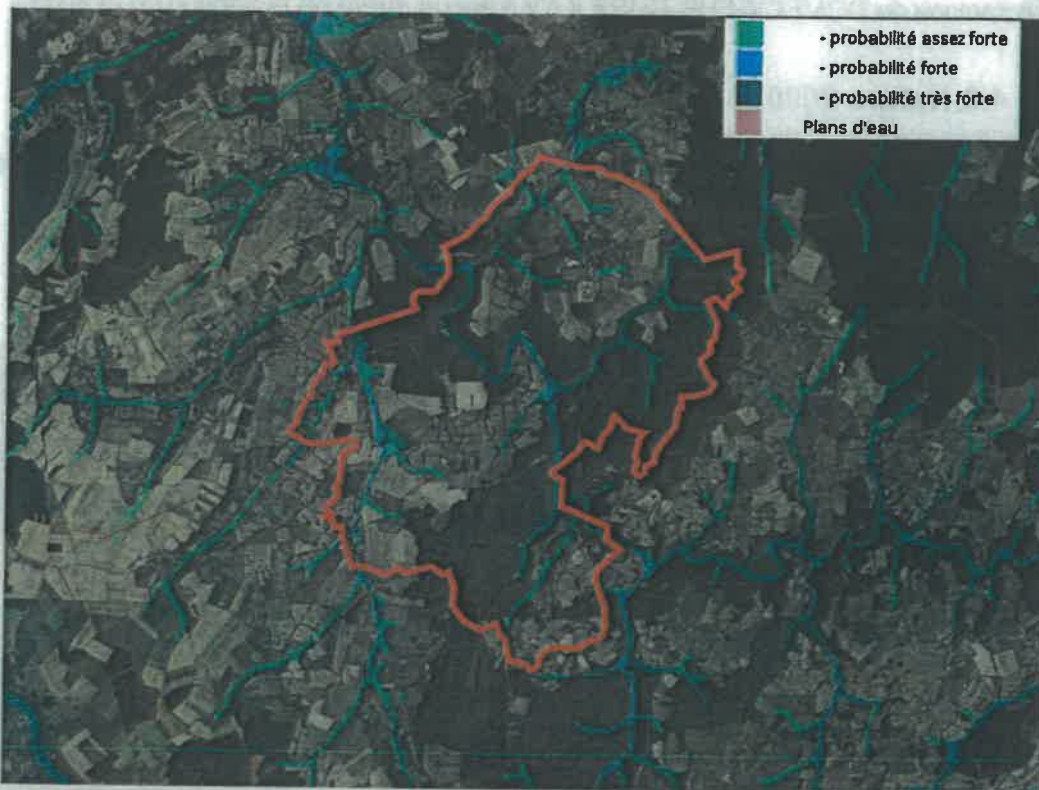 - probabilité assez forte
- probabilité forte
- probabilité très forte
Plans d'eau